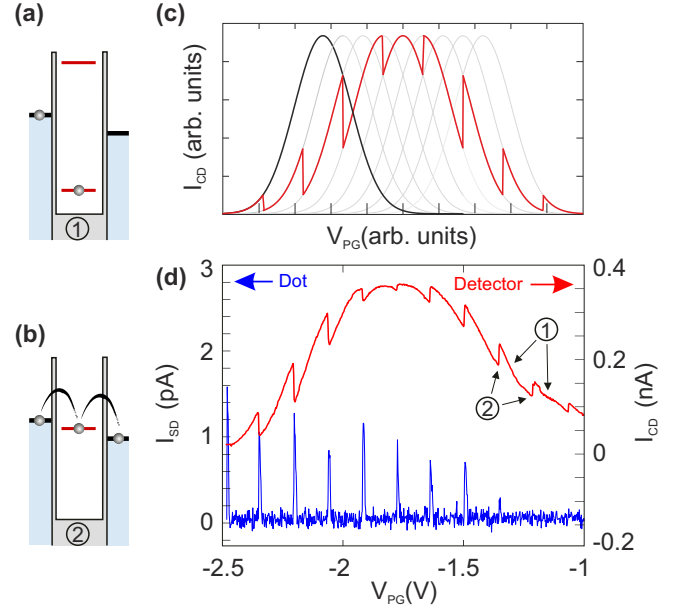 (a)
①
(b)
②
(c)
I_CD (arb. units)
V_PG(arb. units)
(d)
Dot
Detector
3
2
1
0
I_SD (pA)
0.4
0.2
0
-0.2
I_CD (nA)
①
②
-2.5
-2
-1.5
-1
V_PG(V)